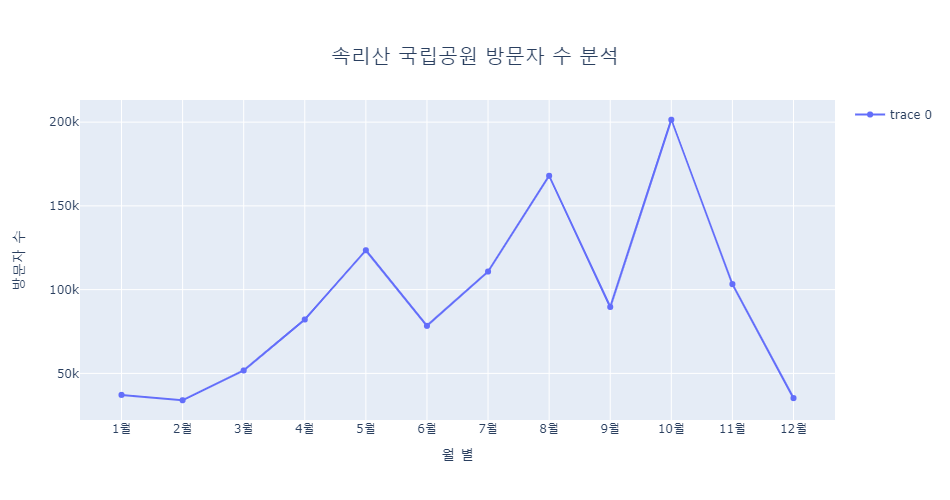 속리산 국립공원 방문자 수 분석
trace 0
200k
150k
100k
50k
방문자 수
1월 2월 3월 4월 5월 6월 7월 8월 9월 10월 11월 12월
월 별